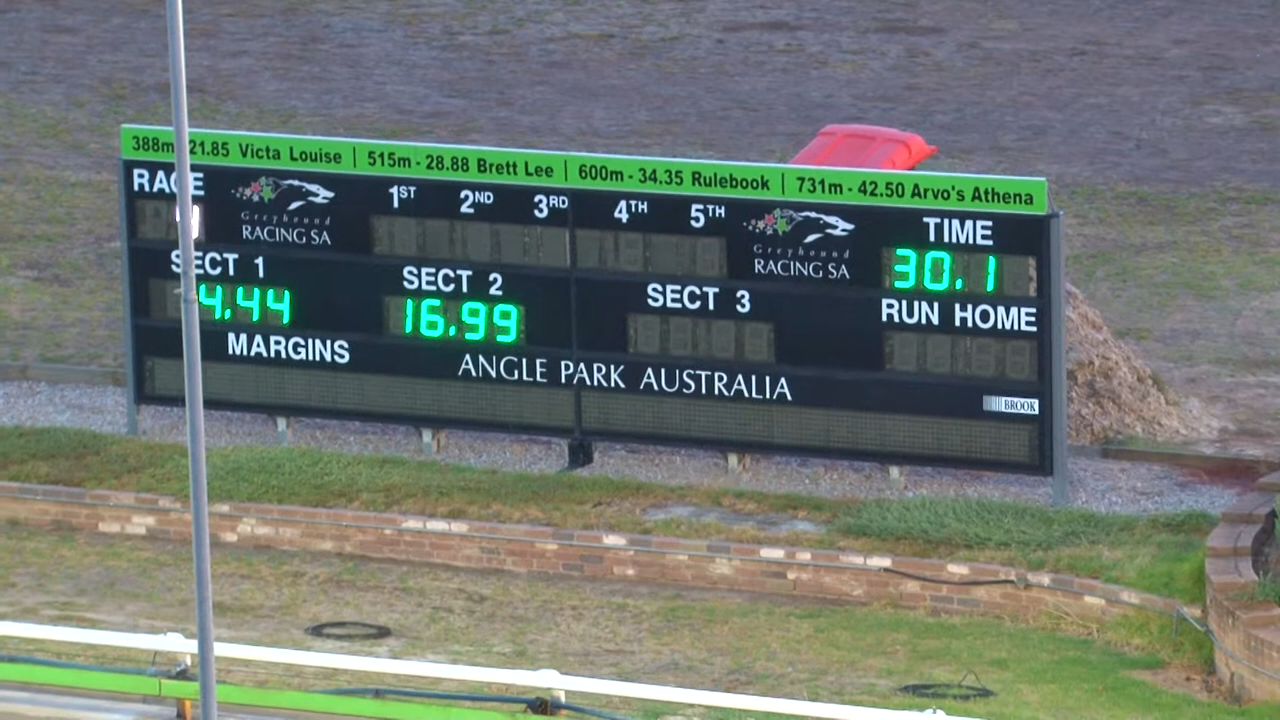 388m 21.85 Victa Louise | 515m - 28.88 Brett Lee | 600m - 34.35 Rulebook | 731m - 42.50 Arvo's Athena
RACE
Greyhound
RACING SA
1ST 2ND 3RD 4TH 5TH
Greyhound
RACING SA
TIME
30.1
SECT 1
4.44
SECT 2
16.99
SECT 3
RUN HOME
MARGINS
ANGLE PARK AUSTRALIA
BROOK